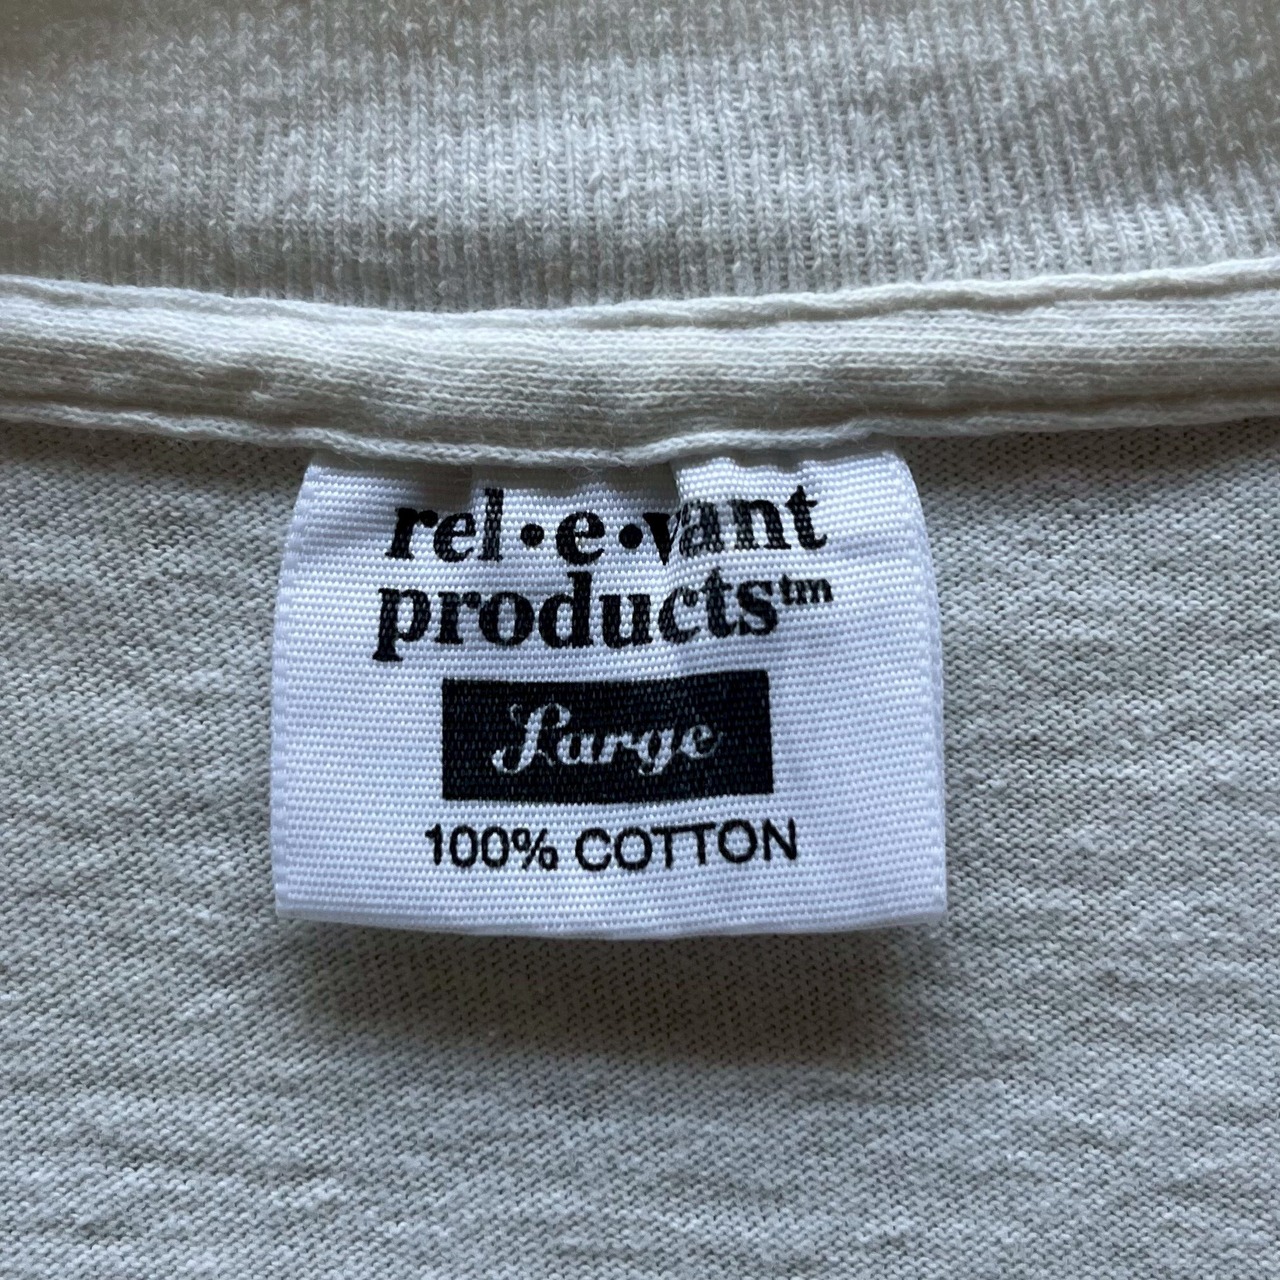 rel•e•vant
products™
Large
100% COTTON